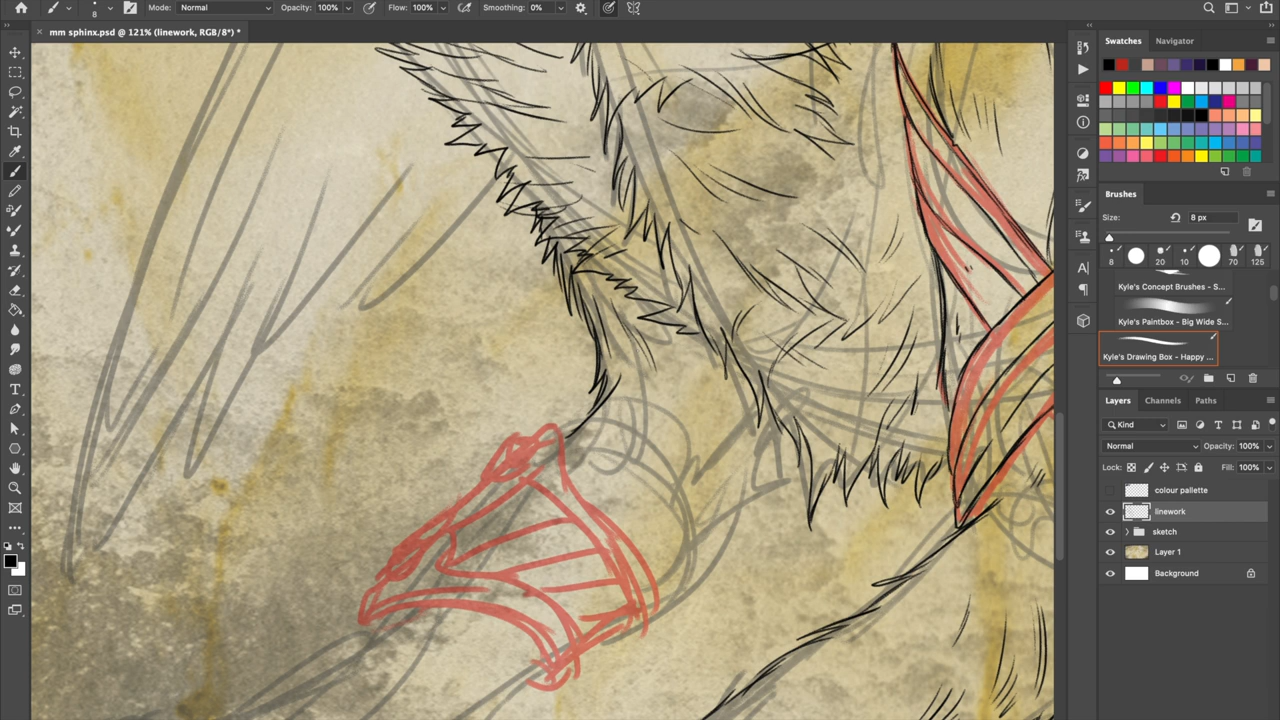 8 Mode: Normal Opacity: 100% Flow: 100% Smoothing: 0%
mm sphinx.psd @ 121% (linework, RGB/8*) *
Swatches Navigator
Brushes
Size: 8 px
8 20 10 70 125
Kyle's Concept Brushes - S...
Kyle's Paintbox - Big Wide S...
Kyle's Drawing Box - Happy ...
Layers Channels Paths
Kind
Normal Opacity: 100%
Lock: Fill: 100%
colour palette
linework
sketch
Layer 1
Background